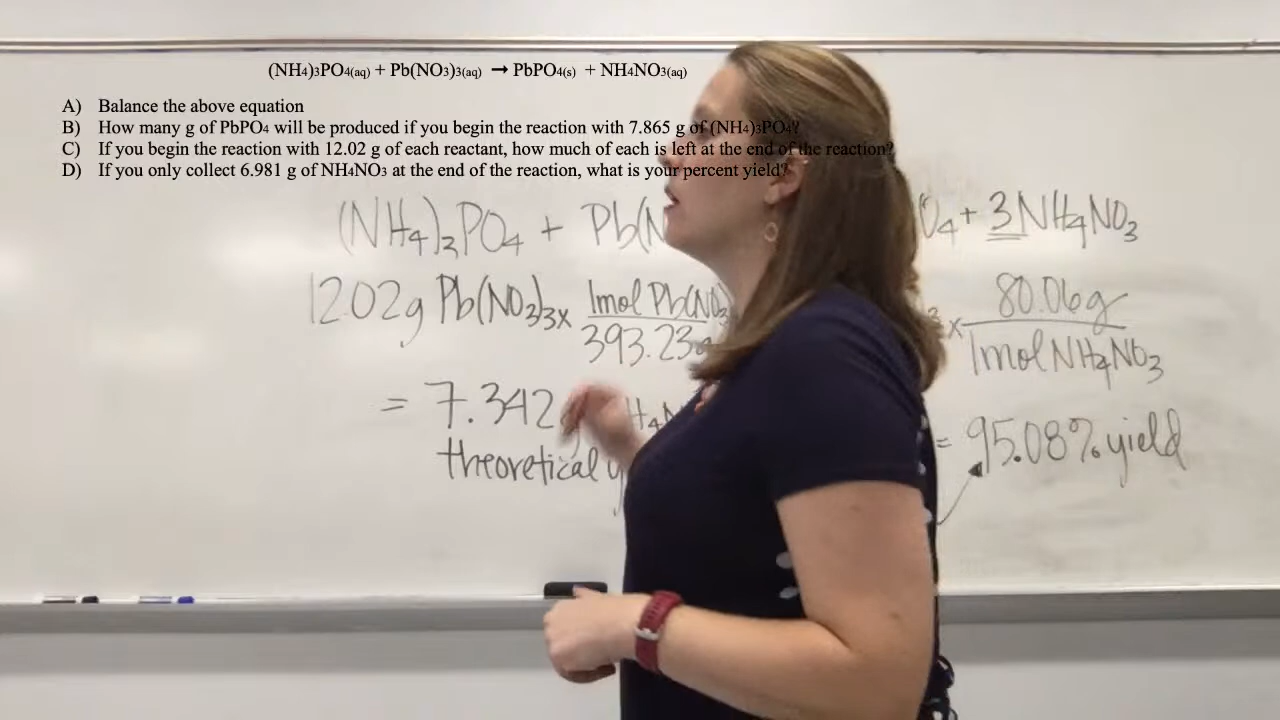 (NH4)3PO4(aq) + Pb(NO3)3(aq) → PbPO4(s) + NH4NO3(aq)
A) Balance the above equation
B) How many g of PbPO4 will be produced if you begin the reaction with 7.865 g of (NH4)3PO4?
C) If you begin the reaction with 12.02 g of each reactant, how much of each is left at the end of the reaction?
D) If you only collect 6.981 g of NH4NO3 at the end of the reaction, what is your percent yield?
(NH4)3PO4 + Pb(N O4 + 3NH4NO3
12.02g Pb(NO3)3 x 1mol Pb(NO3 x 80.06g
393.23 1mol NH4NO3
= 7.342 H4N = 95.08% yield
theoretical y